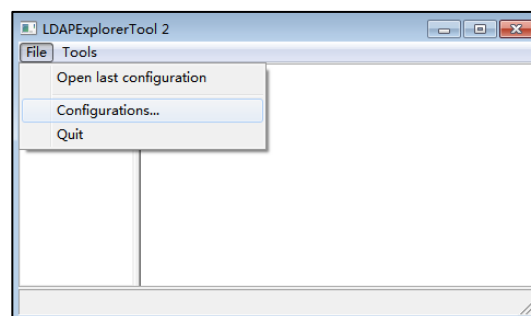 LDAPExplorerTool 2
File Tools
Open last configuration
Configurations...
Quit